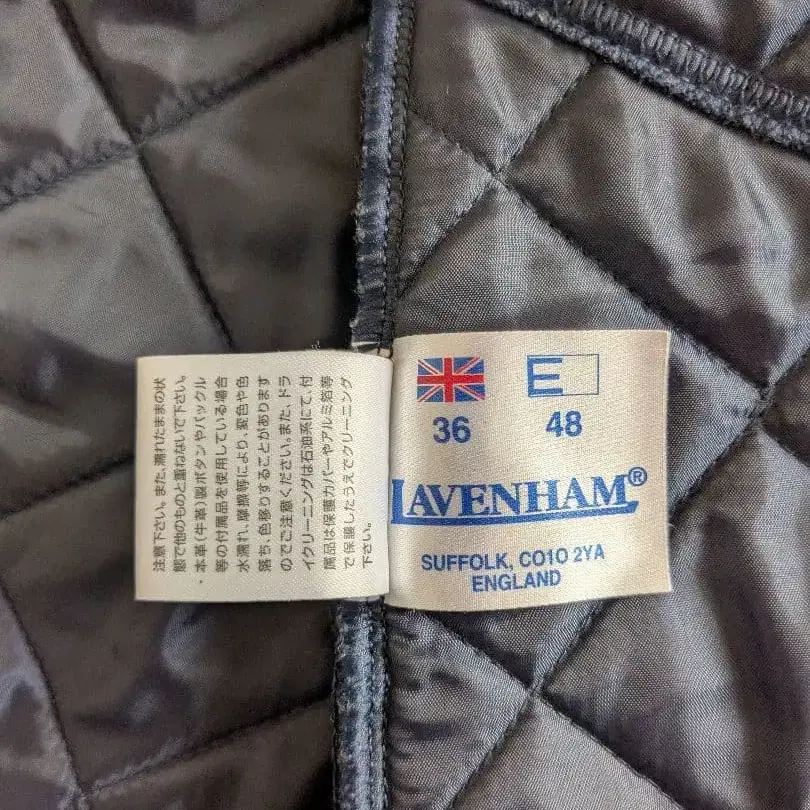 注意下さい。また、濡れたままの状
態で他のものと重ねないで下さい。
・本革(牛革)製ボタンやバックル
等の付属品を使用している場合
水濡れ、摩擦等により、変色や色
落ち、色移りすることがあります
のでご注意ください。また、ドラ
イクリーニングは石油系にて、付
属品は保護カバーやアルミ箔等
で保護したうえでクリーニング
下さい。
E
36 48
LAVENHAM®
SUFFOLK, CO10 2YA
ENGLAND